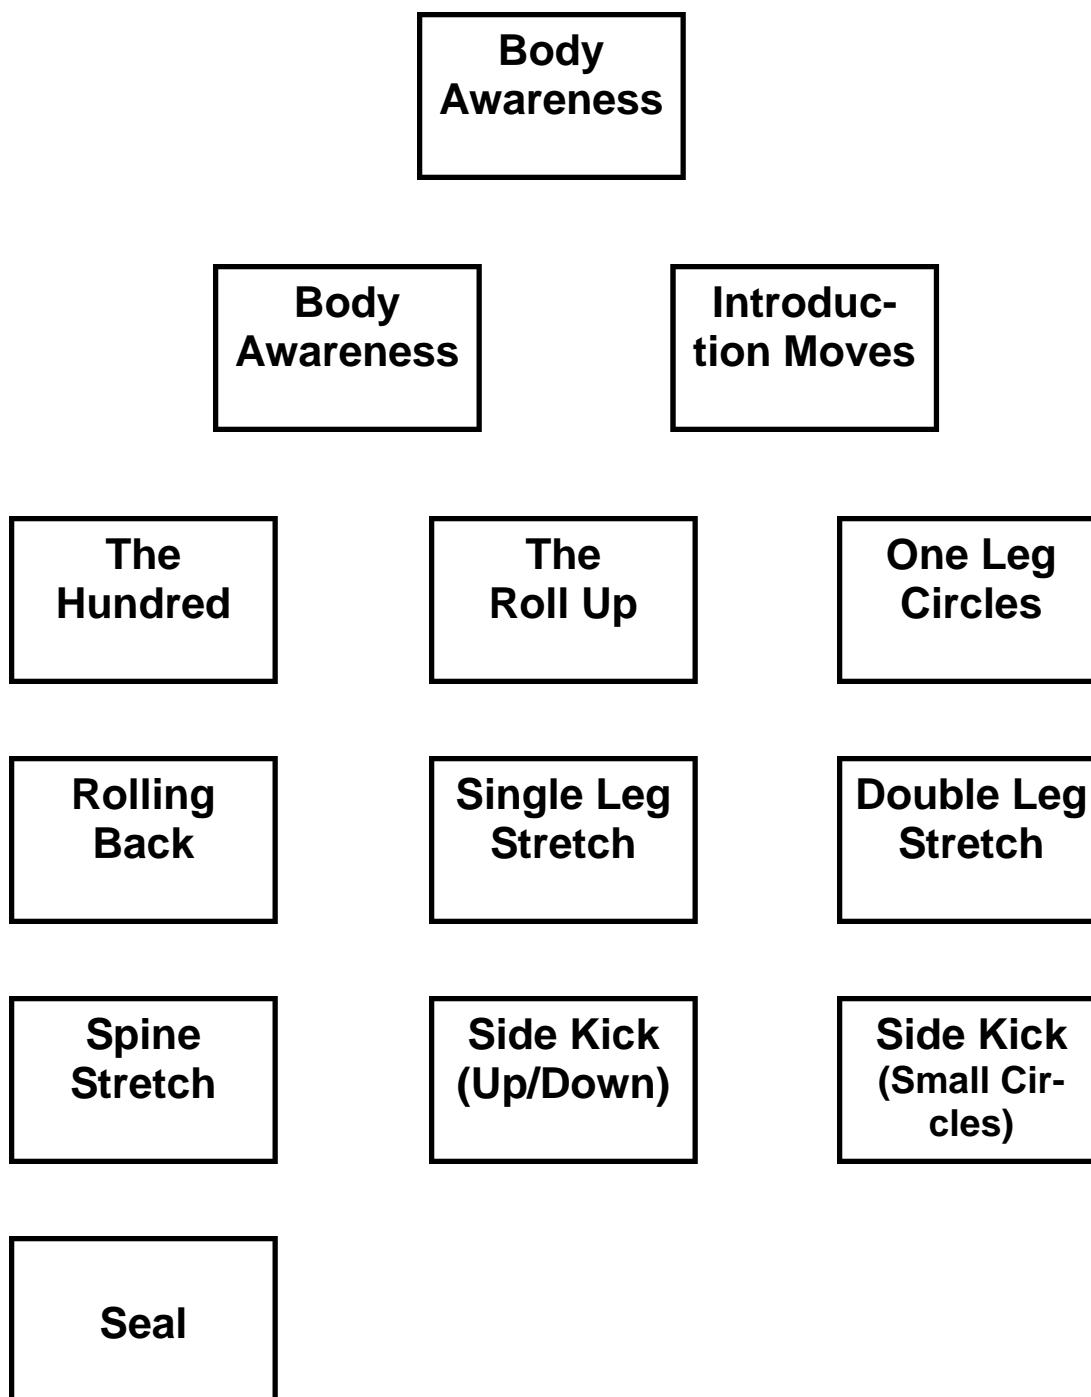 Body
Awareness
Body
Awareness
Introduc-
tion Moves
The
Hundred
The
Roll Up
One Leg
Circles
Rolling
Back
Single Leg
Stretch
Double Leg
Stretch
Spine
Stretch
Side Kick
(Up/Down)
Side Kick
(Small Cir-
cles)
Seal